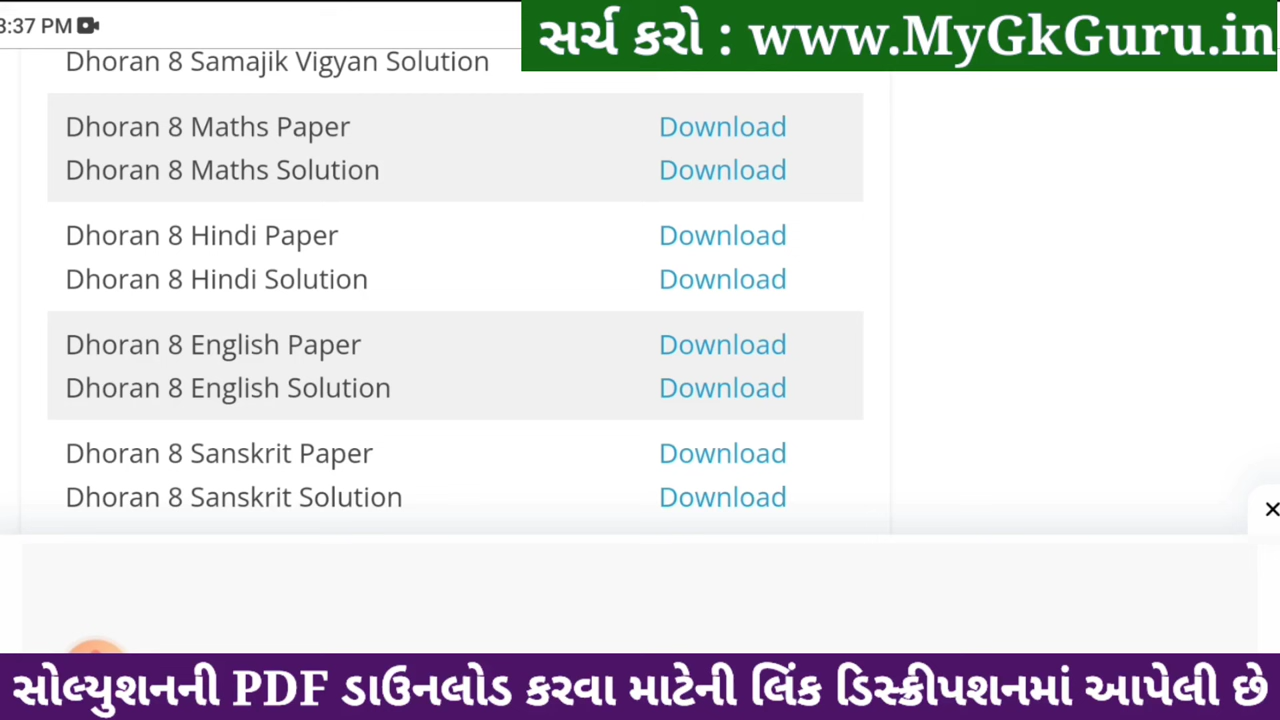 3:37 PM
સર્ચ કરો : www.MyGkGuru.in
Dhoran 8 Samajik Vigyan Solution
Dhoran 8 Maths Paper Download
Dhoran 8 Maths Solution Download
Dhoran 8 Hindi Paper Download
Dhoran 8 Hindi Solution Download
Dhoran 8 English Paper Download
Dhoran 8 English Solution Download
Dhoran 8 Sanskrit Paper Download
Dhoran 8 Sanskrit Solution Download
સોલ્યુશનની PDF ડાઉનલોડ કરવા માટેની લિંક ડિસ્ક્રીપશનમાં આપેલી છે